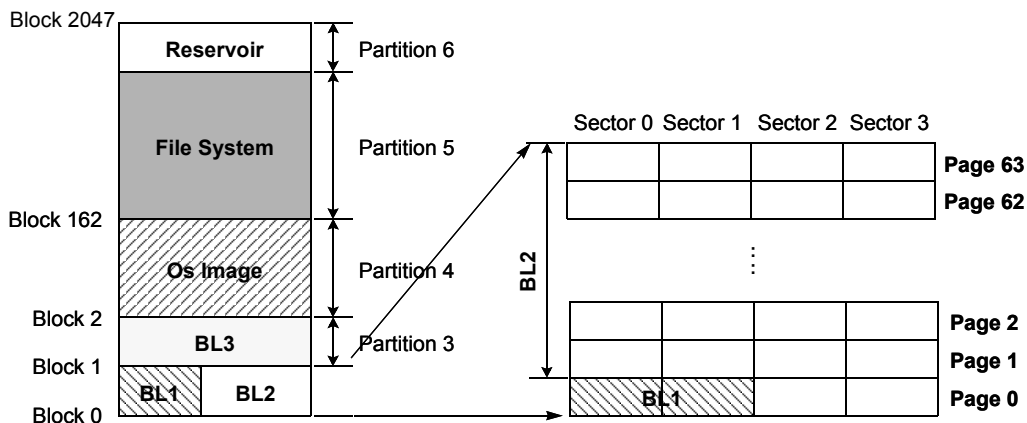 Block 2047
Reservoir
Partition 6
File System
Partition 5
Block 162
Os Image
Partition 4
Block 2
BL3
Partition 3
Block 1
BL1
BL2
Block 0
Sector 0 Sector 1 Sector 2 Sector 3
Page 63
Page 62
BL2
Page 2
Page 1
BL1
Page 0